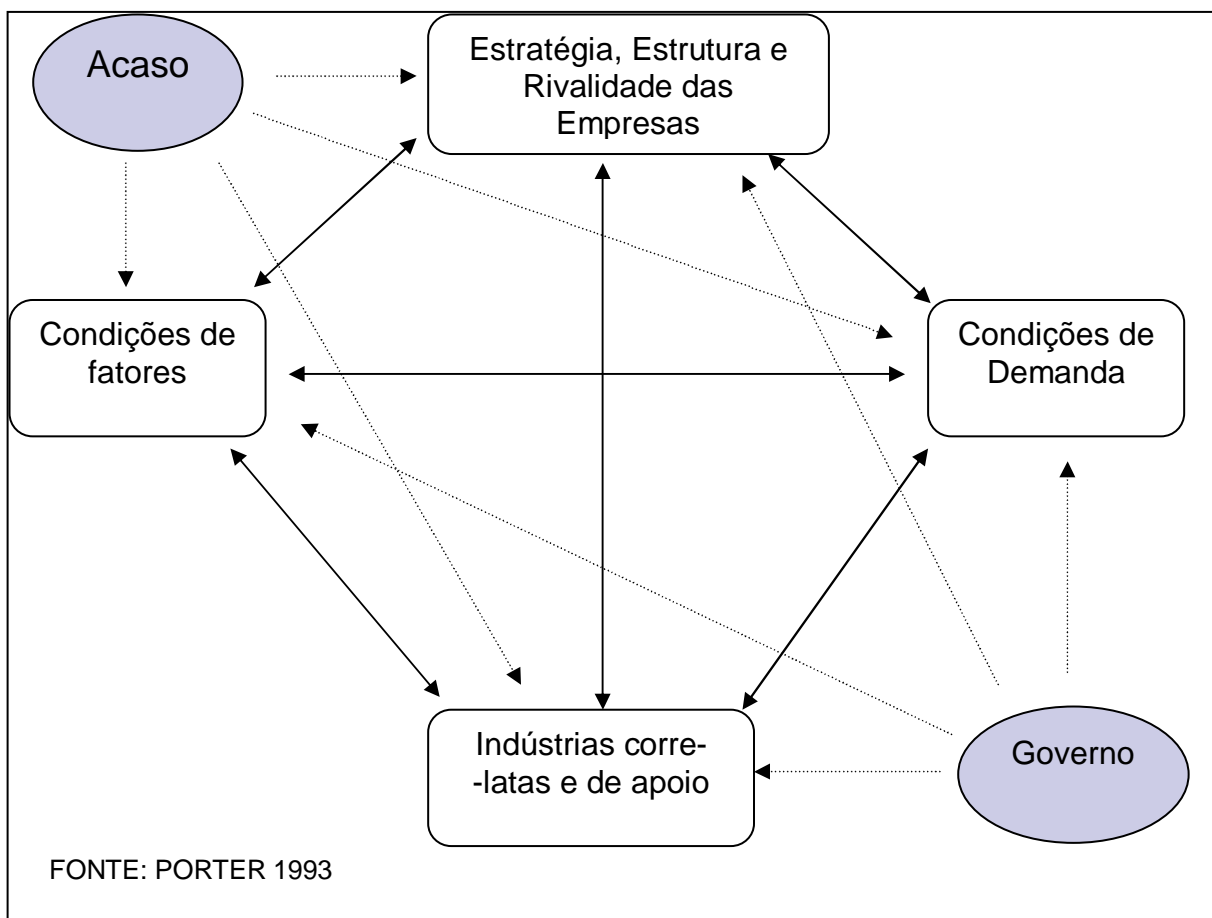 Acaso
Estratégia, Estrutura e
Rivalidade das
Empresas
Condições de
fatores
Condições de
Demanda
Indústrias corre-
-latas e de apoio
Governo
FONTE: PORTER 1993